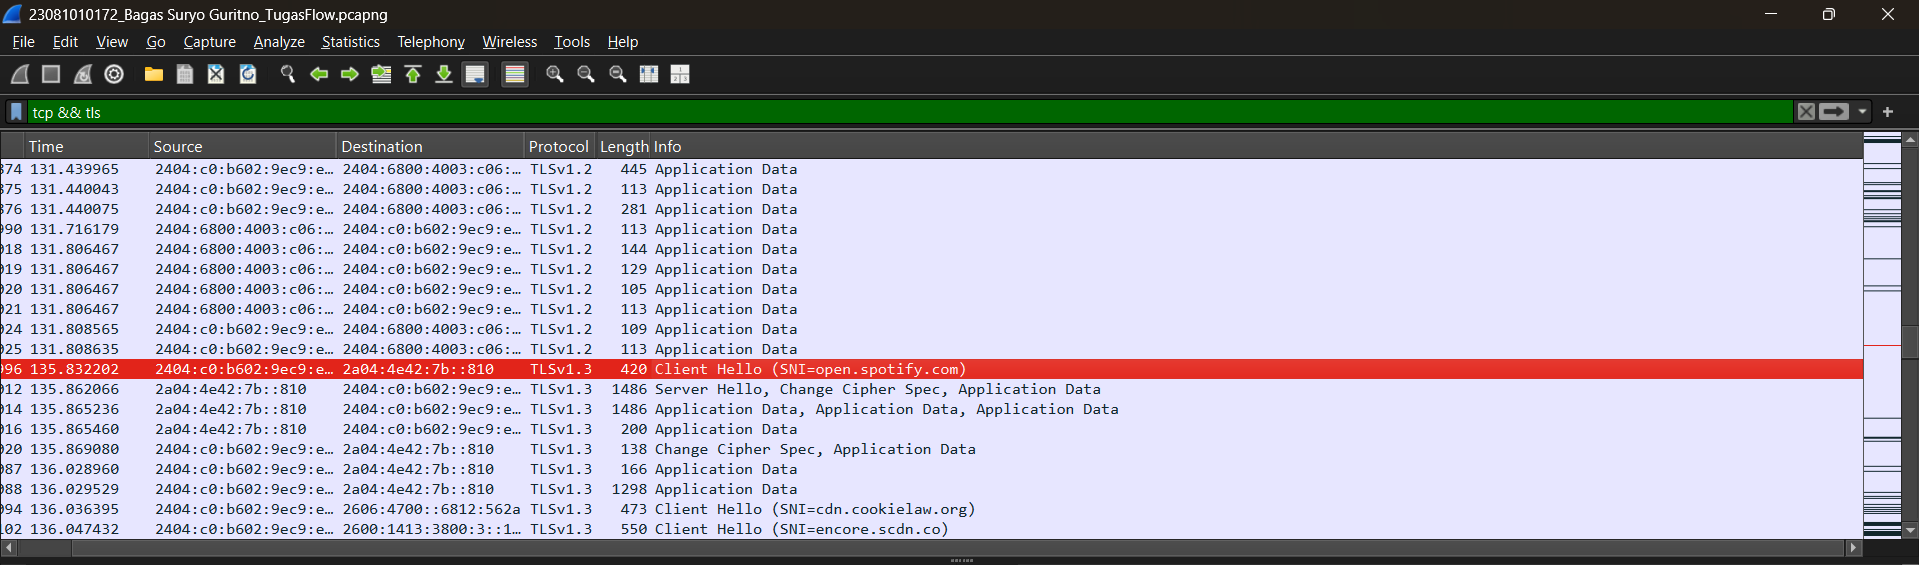 23081010172_Bagas Suryo Guritno_TugasFlow.pcapng
File Edit View Go Capture Analyze Statistics Telephony Wireless Tools Help
tcp && tls
Time Source Destination Protocol Length Info
374 131.439965 2404:c0:b602:9ec9:e… 2404:6800:4003:c06:… TLSv1.2 445 Application Data
375 131.440043 2404:c0:b602:9ec9:e… 2404:6800:4003:c06:… TLSv1.2 113 Application Data
376 131.440075 2404:c0:b602:9ec9:e… 2404:6800:4003:c06:… TLSv1.2 281 Application Data
90 131.716179 2404:6800:4003:c06:… 2404:c0:b602:9ec9:e… TLSv1.2 113 Application Data
18 131.806467 2404:6800:4003:c06:… 2404:c0:b602:9ec9:e… TLSv1.2 144 Application Data
19 131.806467 2404:6800:4003:c06:… 2404:c0:b602:9ec9:e… TLSv1.2 129 Application Data
20 131.806467 2404:6800:4003:c06:… 2404:c0:b602:9ec9:e… TLSv1.2 105 Application Data
21 131.806467 2404:6800:4003:c06:… 2404:c0:b602:9ec9:e… TLSv1.2 113 Application Data
24 131.808565 2404:c0:b602:9ec9:e… 2404:6800:4003:c06:… TLSv1.2 109 Application Data
25 131.808635 2404:c0:b602:9ec9:e… 2404:6800:4003:c06:… TLSv1.2 113 Application Data
96 135.832202 2404:c0:b602:9ec9:e… 2a04:4e42:7b::810 TLSv1.3 420 Client Hello (SNI=open.spotify.com)
12 135.862066 2a04:4e42:7b::810 2404:c0:b602:9ec9:e… TLSv1.3 1486 Server Hello, Change Cipher Spec, Application Data
14 135.865236 2a04:4e42:7b::810 2404:c0:b602:9ec9:e… TLSv1.3 1486 Application Data, Application Data, Application Data
16 135.865460 2a04:4e42:7b::810 2404:c0:b602:9ec9:e… TLSv1.3 200 Application Data
20 135.869080 2404:c0:b602:9ec9:e… 2a04:4e42:7b::810 TLSv1.3 138 Change Cipher Spec, Application Data
87 136.028960 2404:c0:b602:9ec9:e… 2a04:4e42:7b::810 TLSv1.3 166 Application Data
88 136.029529 2404:c0:b602:9ec9:e… 2a04:4e42:7b::810 TLSv1.3 1298 Application Data
94 136.036395 2404:c0:b602:9ec9:e… 2606:4700::6812:562a TLSv1.3 473 Client Hello (SNI=cdn.cookielaw.org)
02 136.047432 2404:c0:b602:9ec9:e… 2600:1413:3800:3::1… TLSv1.3 550 Client Hello (SNI=encore.scdn.co)